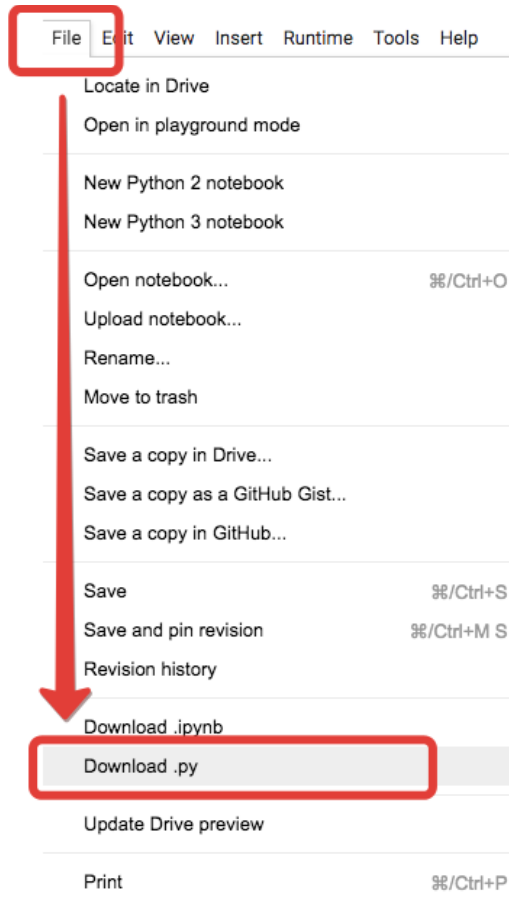 File Edit View Insert Runtime Tools Help
Locate in Drive
Open in playground mode
New Python 2 notebook
New Python 3 notebook
Open notebook... ⌘/Ctrl+O
Upload notebook...
Rename...
Move to trash
Save a copy in Drive...
Save a copy as a GitHub Gist...
Save a copy in GitHub...
Save ⌘/Ctrl+S
Save and pin revision ⌘/Ctrl+M S
Revision history
Download .ipynb
Download .py
Update Drive preview
Print ⌘/Ctrl+P